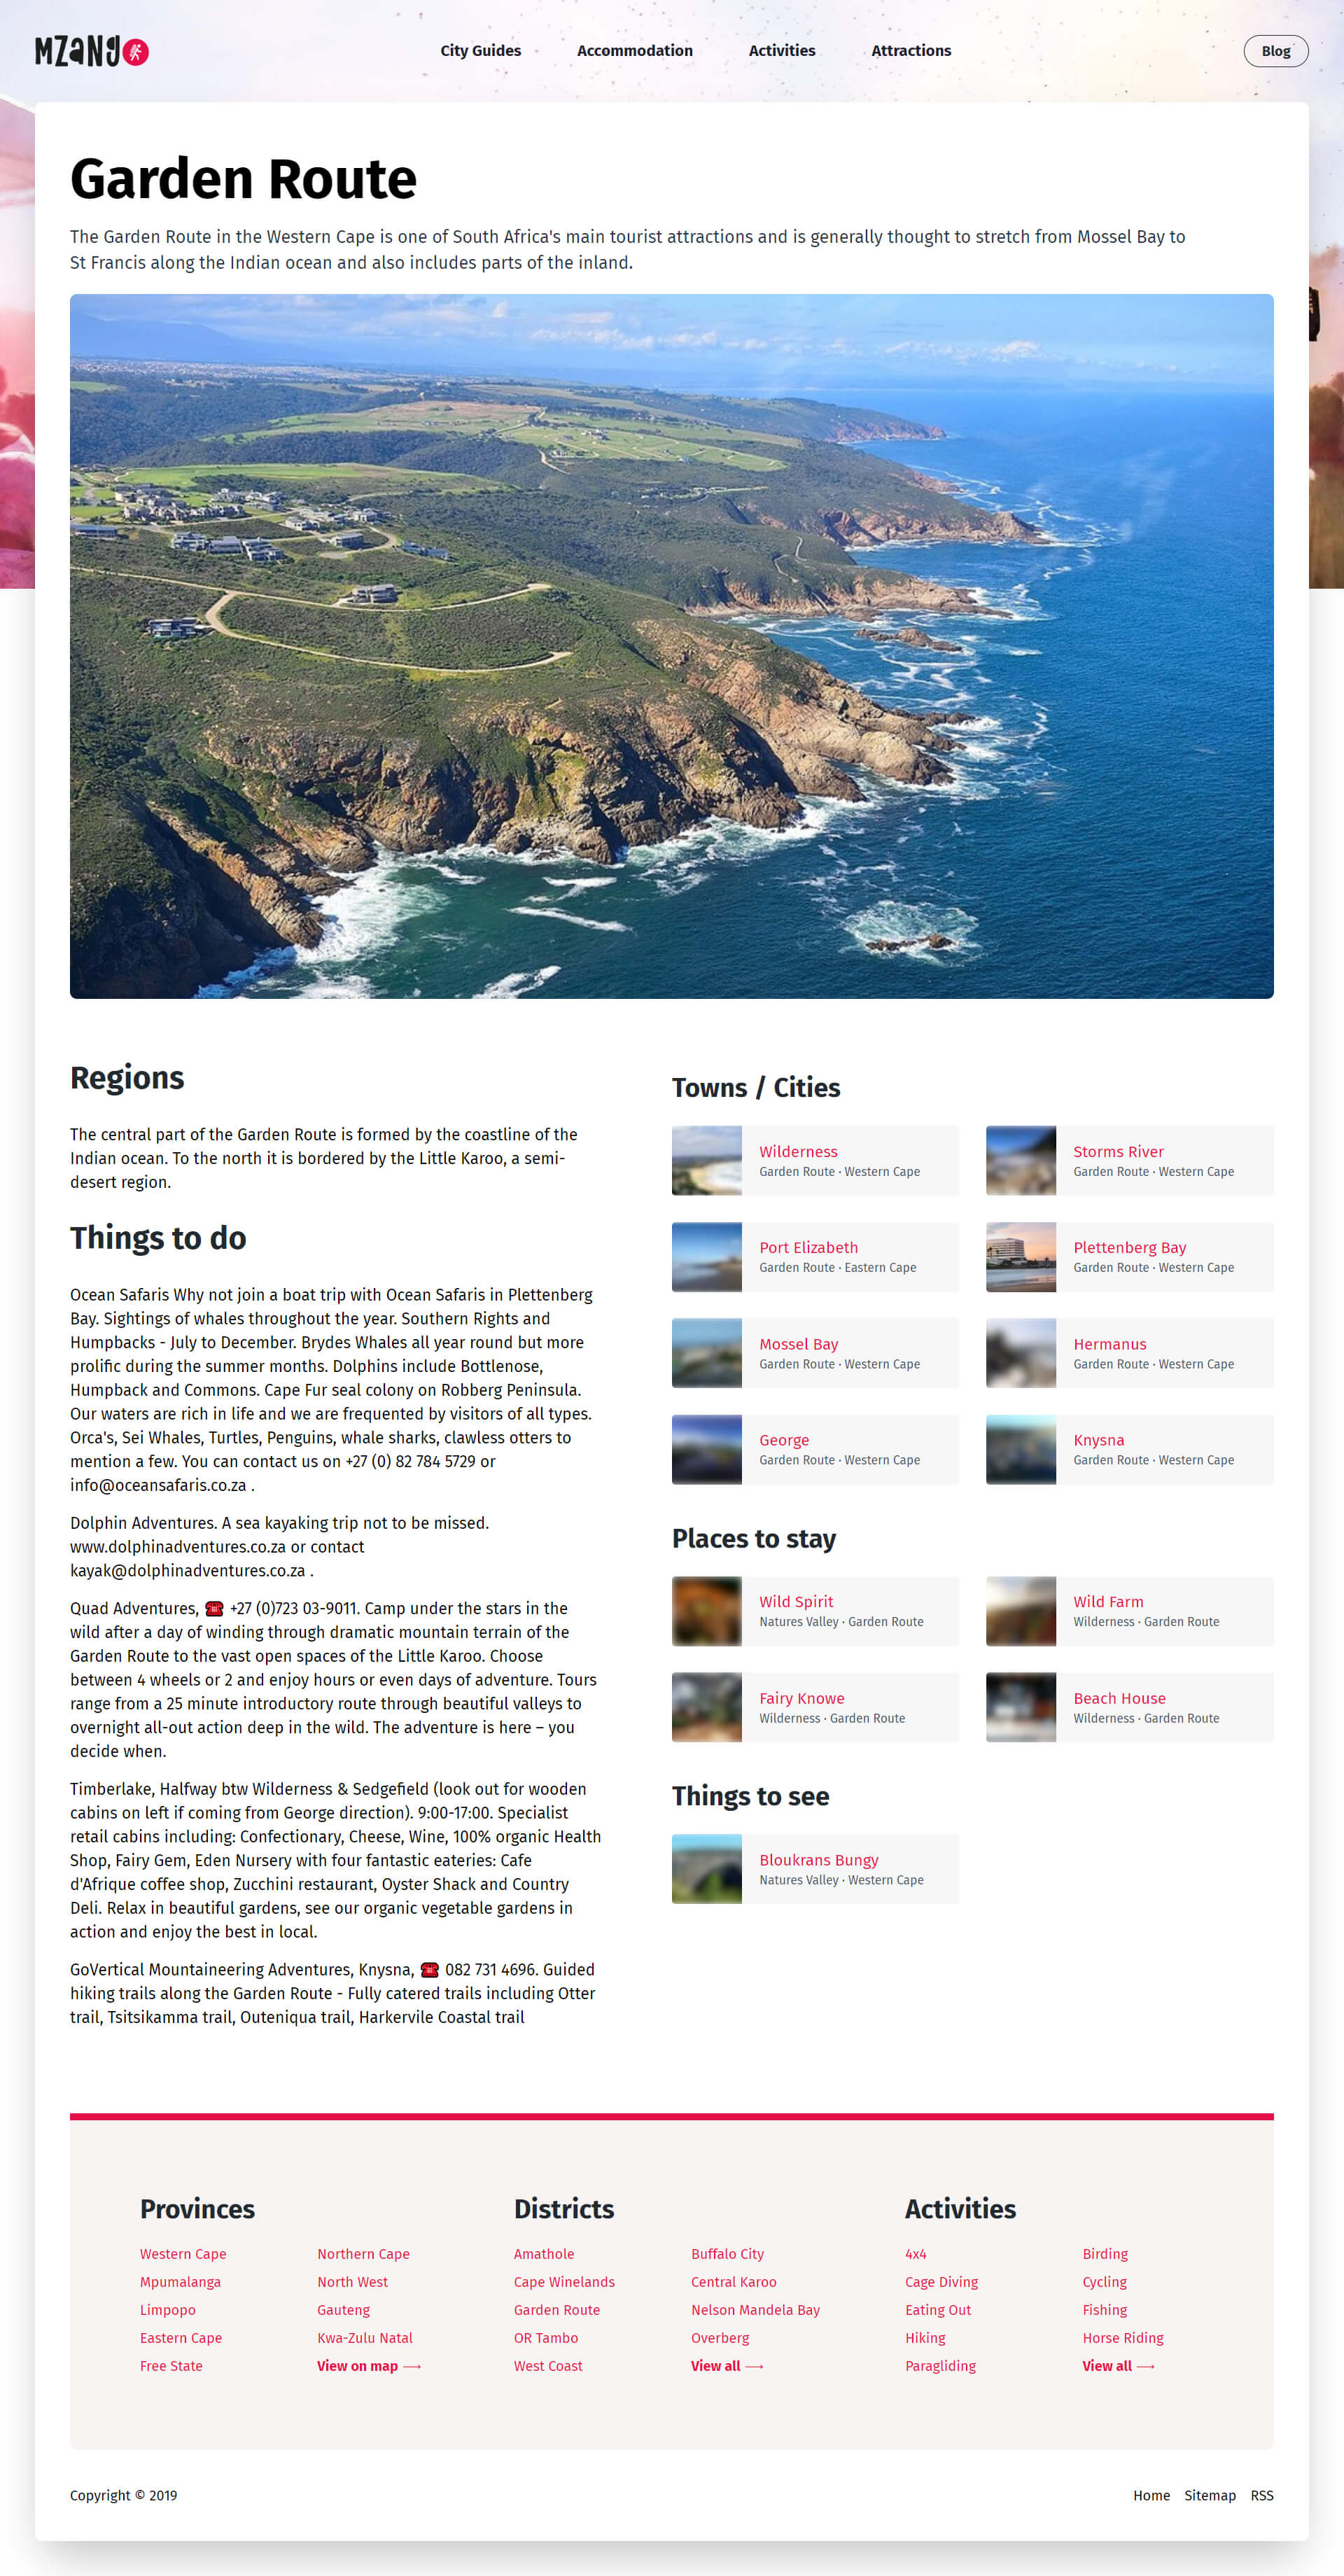 MZANGO
City Guides
Accommodation
Activities
Attractions
Blog
Garden Route
The Garden Route in the Western Cape is one of South Africa's main tourist attractions and is generally thought to stretch from Mossel Bay to
St Francis along the Indian ocean and also includes parts of the inland.
Regions
The central part of the Garden Route is formed by the coastline of the
Indian ocean. To the north it is bordered by the Little Karoo, a semi-
desert region.
Things to do
Ocean Safaris Why not join a boat trip with Ocean Safaris in Plettenberg
Bay. Sightings of whales throughout the year. Southern Rights and
Humpbacks - July to December. Brydes Whales all year round but more
prolific during the summer months. Dolphins include Bottlenose,
Humpback and Commons. Cape Fur seal colony on Robberg Peninsula.
Our waters are rich in life and we are frequented by visitors of all types.
Orca's, Sei Whales, Turtles, Penguins, whale sharks, clawless otters to
mention a few. You can contact us on +27 (0) 82 784 5729 or
info@oceansafaris.co.za .
Dolphin Adventures. A sea kayaking trip not to be missed.
www.dolphinadventures.co.za or contact
kayak@dolphinadventures.co.za .
Quad Adventures, ☎ +27 (0)723 03-9011. Camp under the stars in the
wild after a day of winding through dramatic mountain terrain of the
Garden Route to the vast open spaces of the Little Karoo. Choose
between 4 wheels or 2 and enjoy hours or even days of adventure. Tours
range from a 25 minute introductory route through beautiful valleys to
overnight all-out action deep in the wild. The adventure is here – you
decide when.
Timberlake, Halfway btw Wilderness & Sedgefield (look out for wooden
cabins on left if coming from George direction). 9:00-17:00. Specialist
retail cabins including: Confectionary, Cheese, Wine, 100% organic Health
Shop, Fairy Gem, Eden Nursery with four fantastic eateries: Cafe
d'Afrique coffee shop, Zucchini restaurant, Oyster Shack and Country
Deli. Relax in beautiful gardens, see our organic vegetable gardens in
action and enjoy the best in local.
GoVertical Mountaineering Adventures, Knysna, ☎ 082 731 4696. Guided
hiking trails along the Garden Route - Fully catered trails including Otter
trail, Tsitsikamma trail, Outeniqua trail, Harkervile Coastal trail
Towns / Cities
Wilderness
Garden Route · Western Cape
Storms River
Garden Route · Western Cape
Port Elizabeth
Garden Route · Eastern Cape
Plettenberg Bay
Garden Route · Western Cape
Mossel Bay
Garden Route · Western Cape
Hermanus
Garden Route · Western Cape
George
Garden Route · Western Cape
Knysna
Garden Route · Western Cape
Places to stay
Wild Spirit
Natures Valley · Garden Route
Wild Farm
Wilderness · Garden Route
Fairy Knowe
Wilderness · Garden Route
Beach House
Wilderness · Garden Route
Things to see
Bloukrans Bungy
Natures Valley · Western Cape
Provinces
Western Cape
Mpumalanga
Limpopo
Eastern Cape
Free State
Northern Cape
North West
Gauteng
Kwa-Zulu Natal
View on map ⟶
Districts
Amathole
Cape Winelands
Garden Route
OR Tambo
West Coast
Buffalo City
Central Karoo
Nelson Mandela Bay
Overberg
View all ⟶
Activities
4x4
Cage Diving
Eating Out
Hiking
Paragliding
Birding
Cycling
Fishing
Horse Riding
View all ⟶
Copyright © 2019
Home
Sitemap
RSS